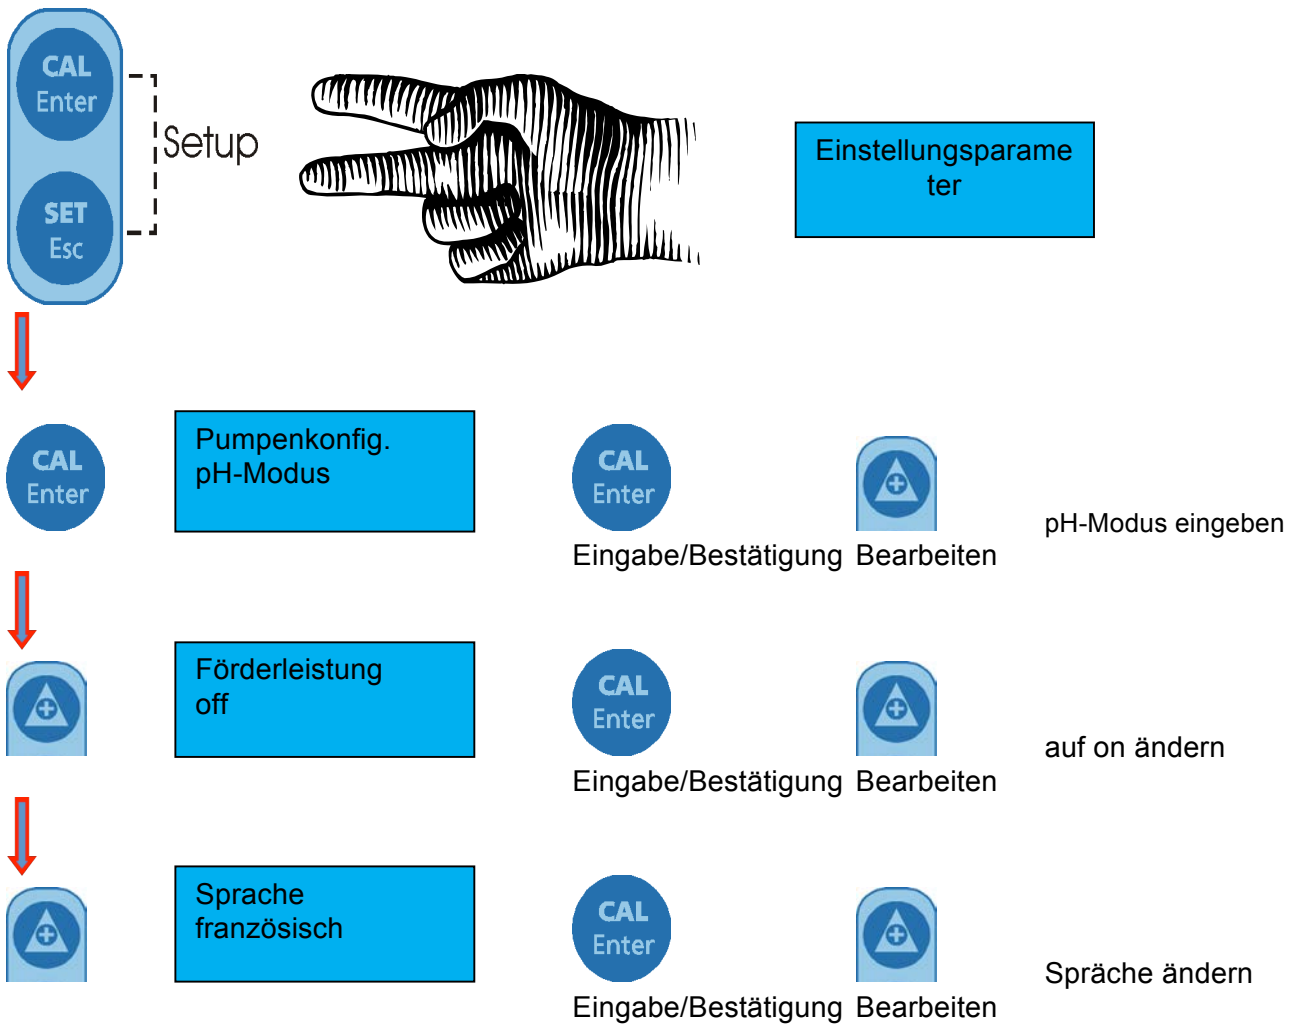 CAL
Enter
Setup
SET
Esc
Einstellungsparame
ter
CAL
Enter
Pumpenkonfig.
pH-Modus
CAL
Enter
Eingabe/Bestätigung Bearbeiten
pH-Modus eingeben
Förderleistung
off
CAL
Enter
Eingabe/Bestätigung Bearbeiten
auf on ändern
Sprache
französisch
CAL
Enter
Eingabe/Bestätigung Bearbeiten
Spräche ändern